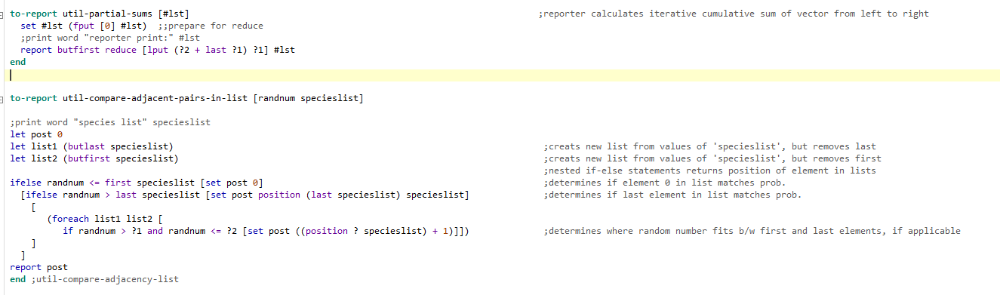 to-report util-partial-sums [#lst] ;reporter calculates iterative cumulative sum of vector from left to right
set #lst (fput [0] #lst) ;;prepare for reduce
;print word "reporter print:" #lst
report butfirst reduce [lput (?2 + last ?1) ?1] #lst
end
to-report util-compare-adjacent-pairs-in-list [randnum specieslist]
;print word "species list" specieslist
let post 0
let list1 (butlast specieslist) ;creats new list from values of 'specieslist', but removes last
let list2 (butfirst specieslist) ;creats new list from values of 'specieslist', but removes first
;nested if-else statements returns position of element in lists
ifelse randnum <= first specieslist [set post 0] ;determines if element 0 in list matches prob.
[ifelse randnum > last specieslist [set post position (last specieslist) specieslist] ;determines if last element in list matches prob.
[
(foreach list1 list2 [
if randnum > ?1 and randnum <= ?2 [set post ((position ? specieslist) + 1)]]) ;determines where random number fits b/w first and last elements, if applicable
]
]
report post
end ;util-compare-adjacency-list